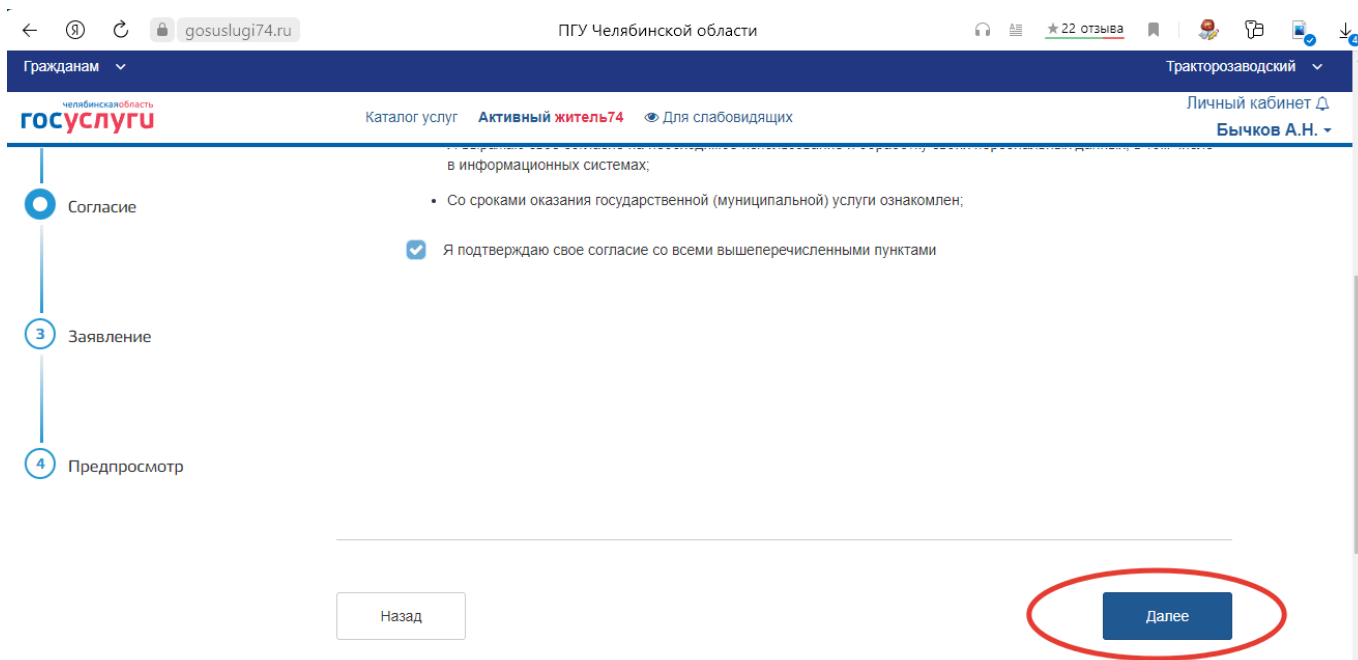 gosuslugi74.ru
ПГУ Челябинской области
22 отзыва
4
Гражданам
Тракторозаводский
челябинскаяобласть
госуслуги
Каталог услуг
Активный житель74
Для слабовидящих
Личный кабинет
Бычков А.Н.
в информационных системах;
Согласие
• Со сроками оказания государственной (муниципальной) услуги ознакомлен;
Я подтверждаю свое согласие со всеми вышеперечисленными пунктами
3 Заявление
4 Предпросмотр
Назад
Далее